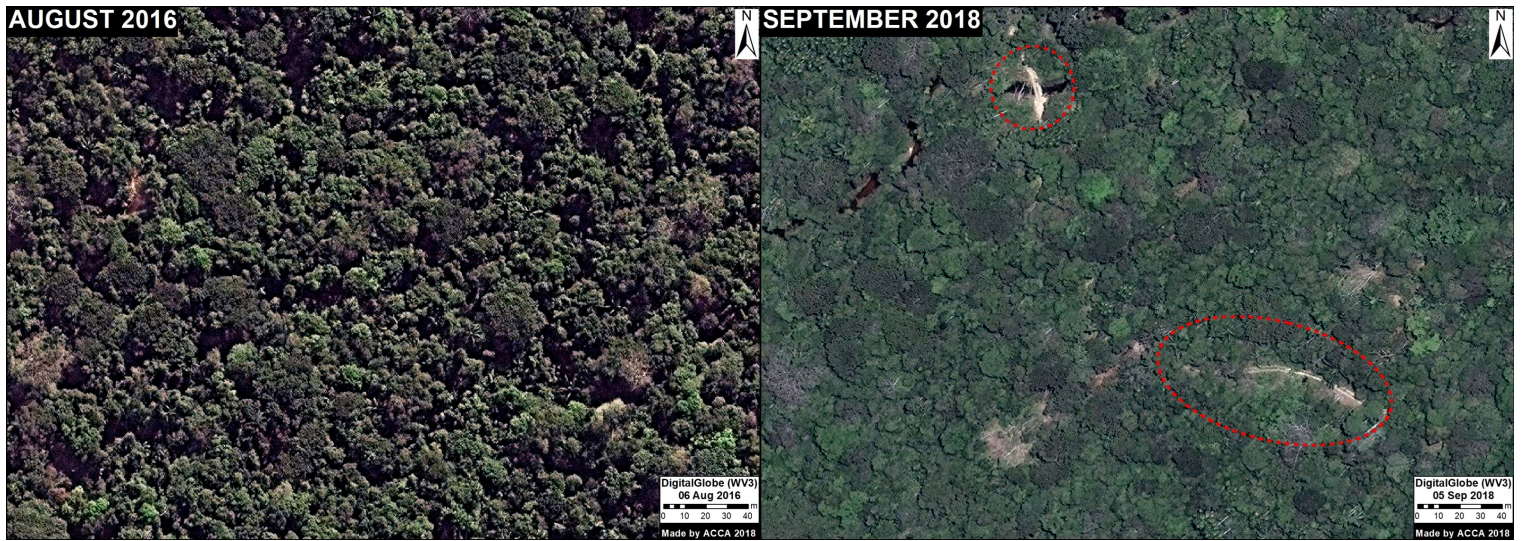 AUGUST 2016
N
DigitalGlobe (WV3)
06 Aug 2016
0 10 20 30 40 m
Made by ACCA 2018
SEPTEMBER 2018
N
DigitalGlobe (WV3)
05 Sep 2018
0 10 20 30 40 m
Made by ACCA 2018